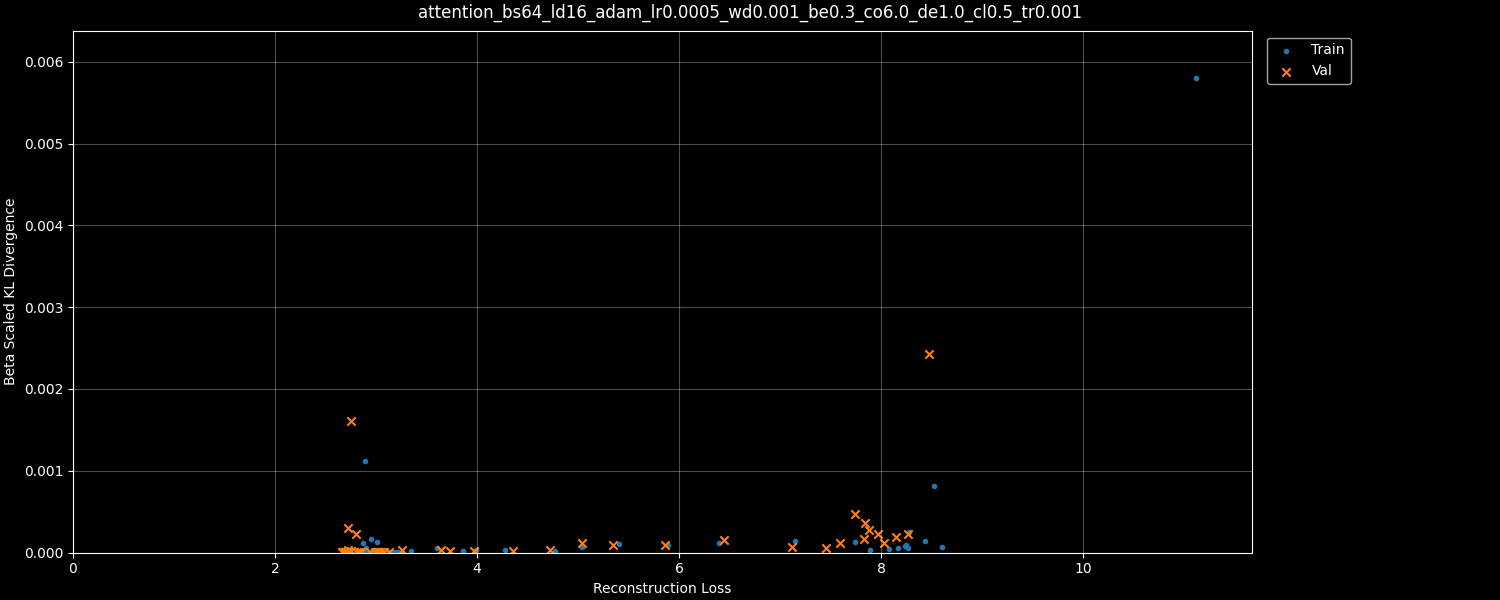 attention_bs64_ld16_adam_lr0.0005_wd0.001_be0.3_co6.0_de1.0_cl0.5_tr0.001
Train
Val
0.006
0.005
0.004
0.003
0.002
0.001
0.000
Beta Scaled KL Divergence
0 2 4 6 8 10
Reconstruction Loss